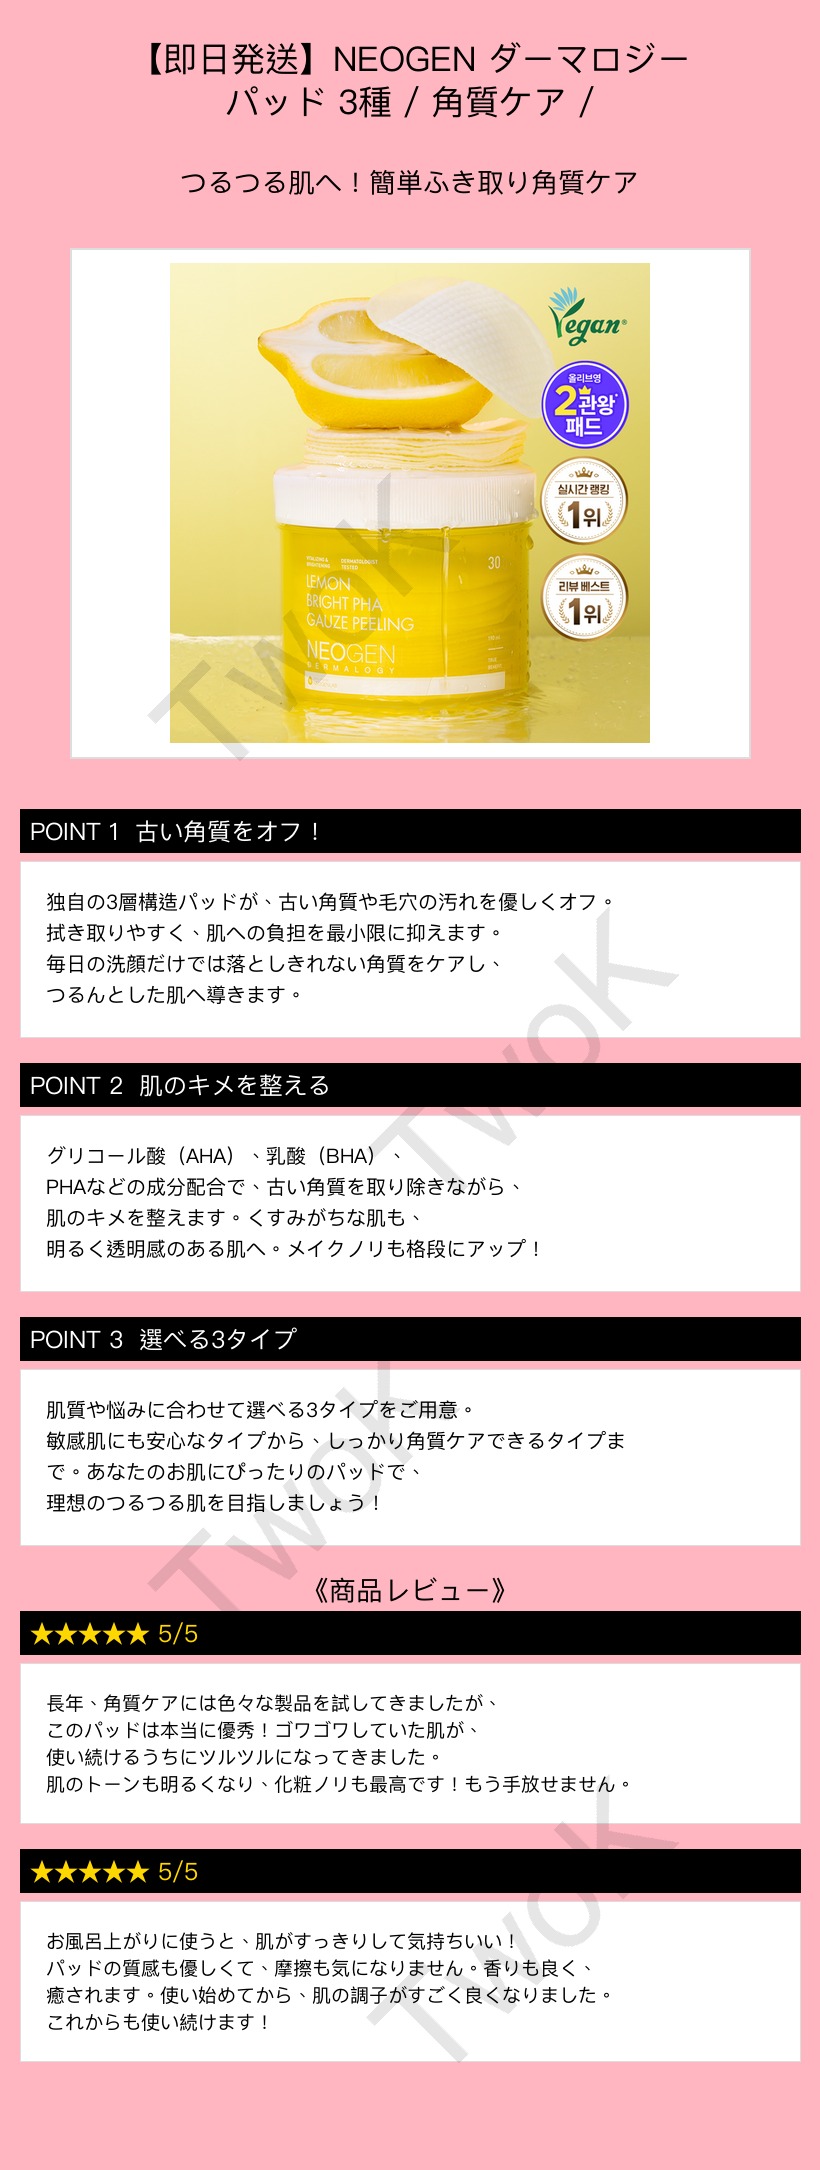 【即日発送】NEOGEN ダーマロジー
パッド 3種 / 角質ケア /
つるつる肌へ！簡単ふき取り角質ケア
Vegan®
올리브영
2관왕*
패드
실시간 랭킹
1위
리뷰 베스트
1위
VITALIZING & BRIGHTENING
DERMATOLOGIST TESTED
30
LEMON
BRIGHT PHA
GAUZE PEELING
NEOGEN
DERMALOGY
TwoK
POINT 1 古い角質をオフ！
独自の3層構造パッドが、古い角質や毛穴の汚れを優しくオフ。
拭き取りやすく、肌への負担を最小限に抑えます。
毎日の洗顔だけでは落としきれない角質をケアし、
つるんとした肌へ導きます。
TwoK
POINT 2 肌のキメを整える
グリコール酸（AHA）、乳酸（BHA）、
PHAなどの成分配合で、古い角質を取り除きながら、
肌のキメを整えます。くすみがちな肌も、
明るく透明感のある肌へ。メイクノリも格段にアップ！
POINT 3 選べる3タイプ
肌質や悩みに合わせて選べる3タイプをご用意。
敏感肌にも安心なタイプから、しっかり角質ケアできるタイプま
で。あなたのお肌にぴったりのパッドで、
理想のつるつる肌を目指しましょう！
TwoK
《商品レビュー》
★★★★★ 5/5
長年、角質ケアには色々な製品を試してきましたが、
このパッドは本当に優秀！ゴワゴワしていた肌が、
使い続けるうちにツルツルになってきました。
肌のトーンも明るくなり、化粧ノリも最高です！もう手放せません。
★★★★★ 5/5
お風呂上がりに使うと、肌がすっきりして気持ちいい！
パッドの質感も優しくて、摩擦も気になりません。香りも良く、
癒されます。使い始めてから、肌の調子がすごく良くなりました。
これからも使い続けます！
TwoK